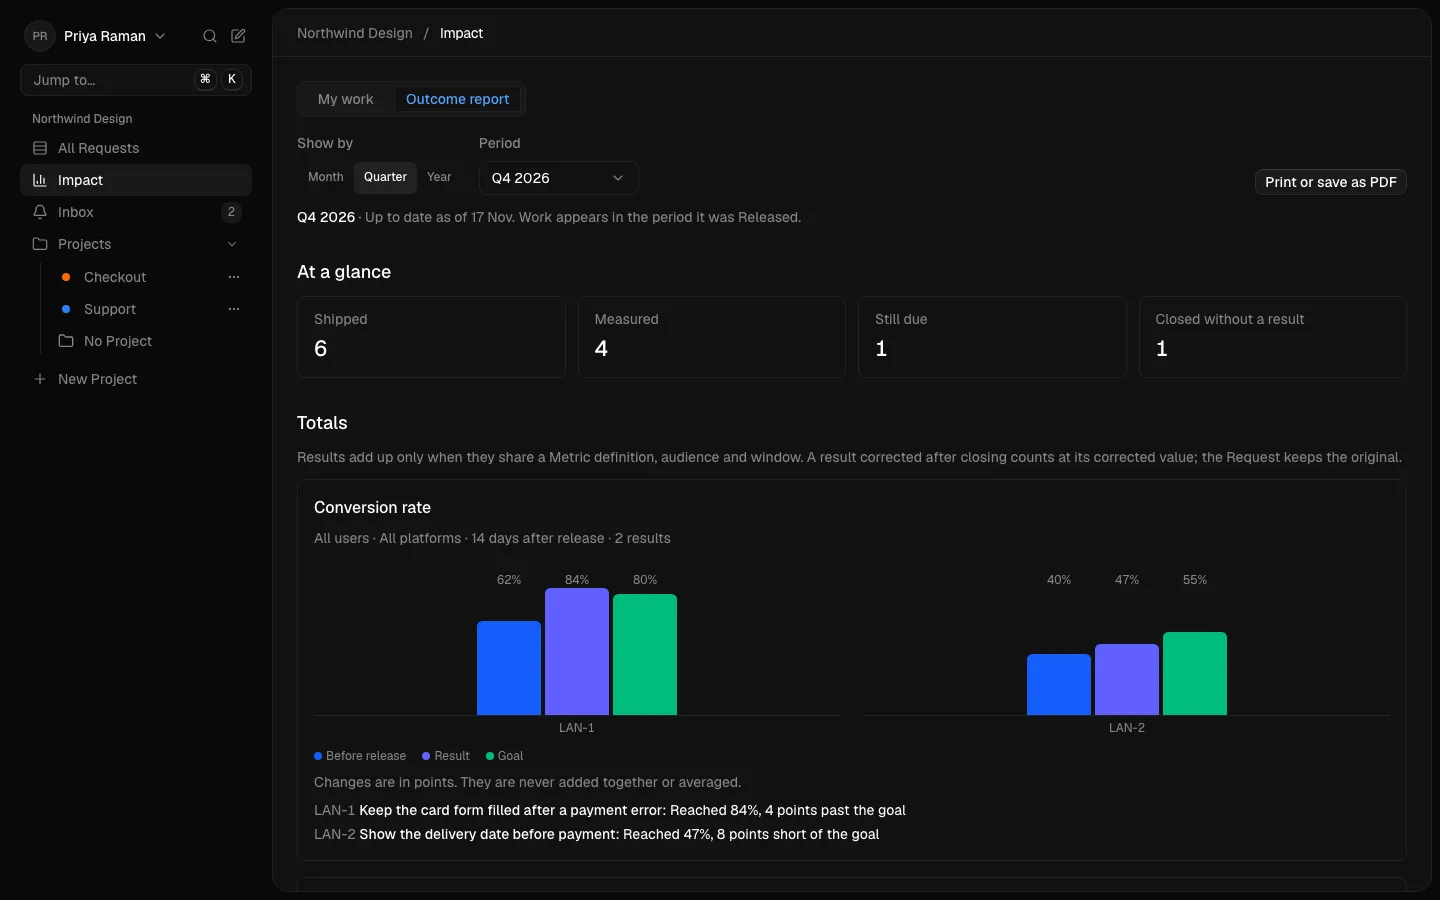 PR Priya Raman
Jump to... ⌘ K
Northwind Design
All Requests
Impact
Inbox 2
Projects
Checkout ...
Support ...
No Project
New Project
Northwind Design / Impact
My work Outcome report
Show by Period
Month Quarter Year Q4 2026 Print or save as PDF
Q4 2026 · Up to date as of 17 Nov. Work appears in the period it was Released.
At a glance
Shipped Measured Still due Closed without a result
6 4 1 1
Totals
Results add up only when they share a Metric definition, audience and window. A result corrected after closing counts at its corrected value; the Request keeps the original.
Conversion rate
All users · All platforms · 14 days after release · 2 results
62% 84% 80% 40% 47% 55%
LAN-1 LAN-2
Before release Result Goal
Changes are in points. They are never added together or averaged.
LAN-1 Keep the card form filled after a payment error: Reached 84%, 4 points past the goal
LAN-2 Show the delivery date before payment: Reached 47%, 8 points short of the goal